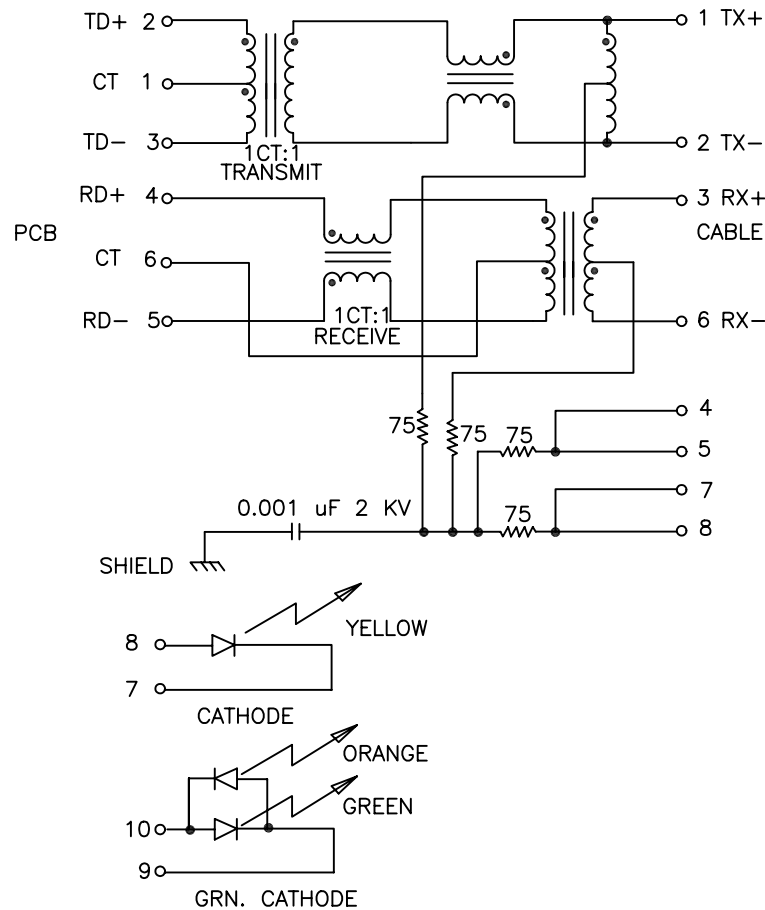 TD+ 2
1 TX+
CT 1
TD- 3
2 TX-
1CT:1
TRANSMIT
RD+ 4
3 RX+
PCB
CABLE
CT 6
RD- 5
1CT:1
RECEIVE
6 RX-
75
75
75
4
5
7
0.001 uF 2 KV
75
8
SHIELD
8
YELLOW
7
CATHODE
ORANGE
GREEN
10
9
GRN. CATHODE